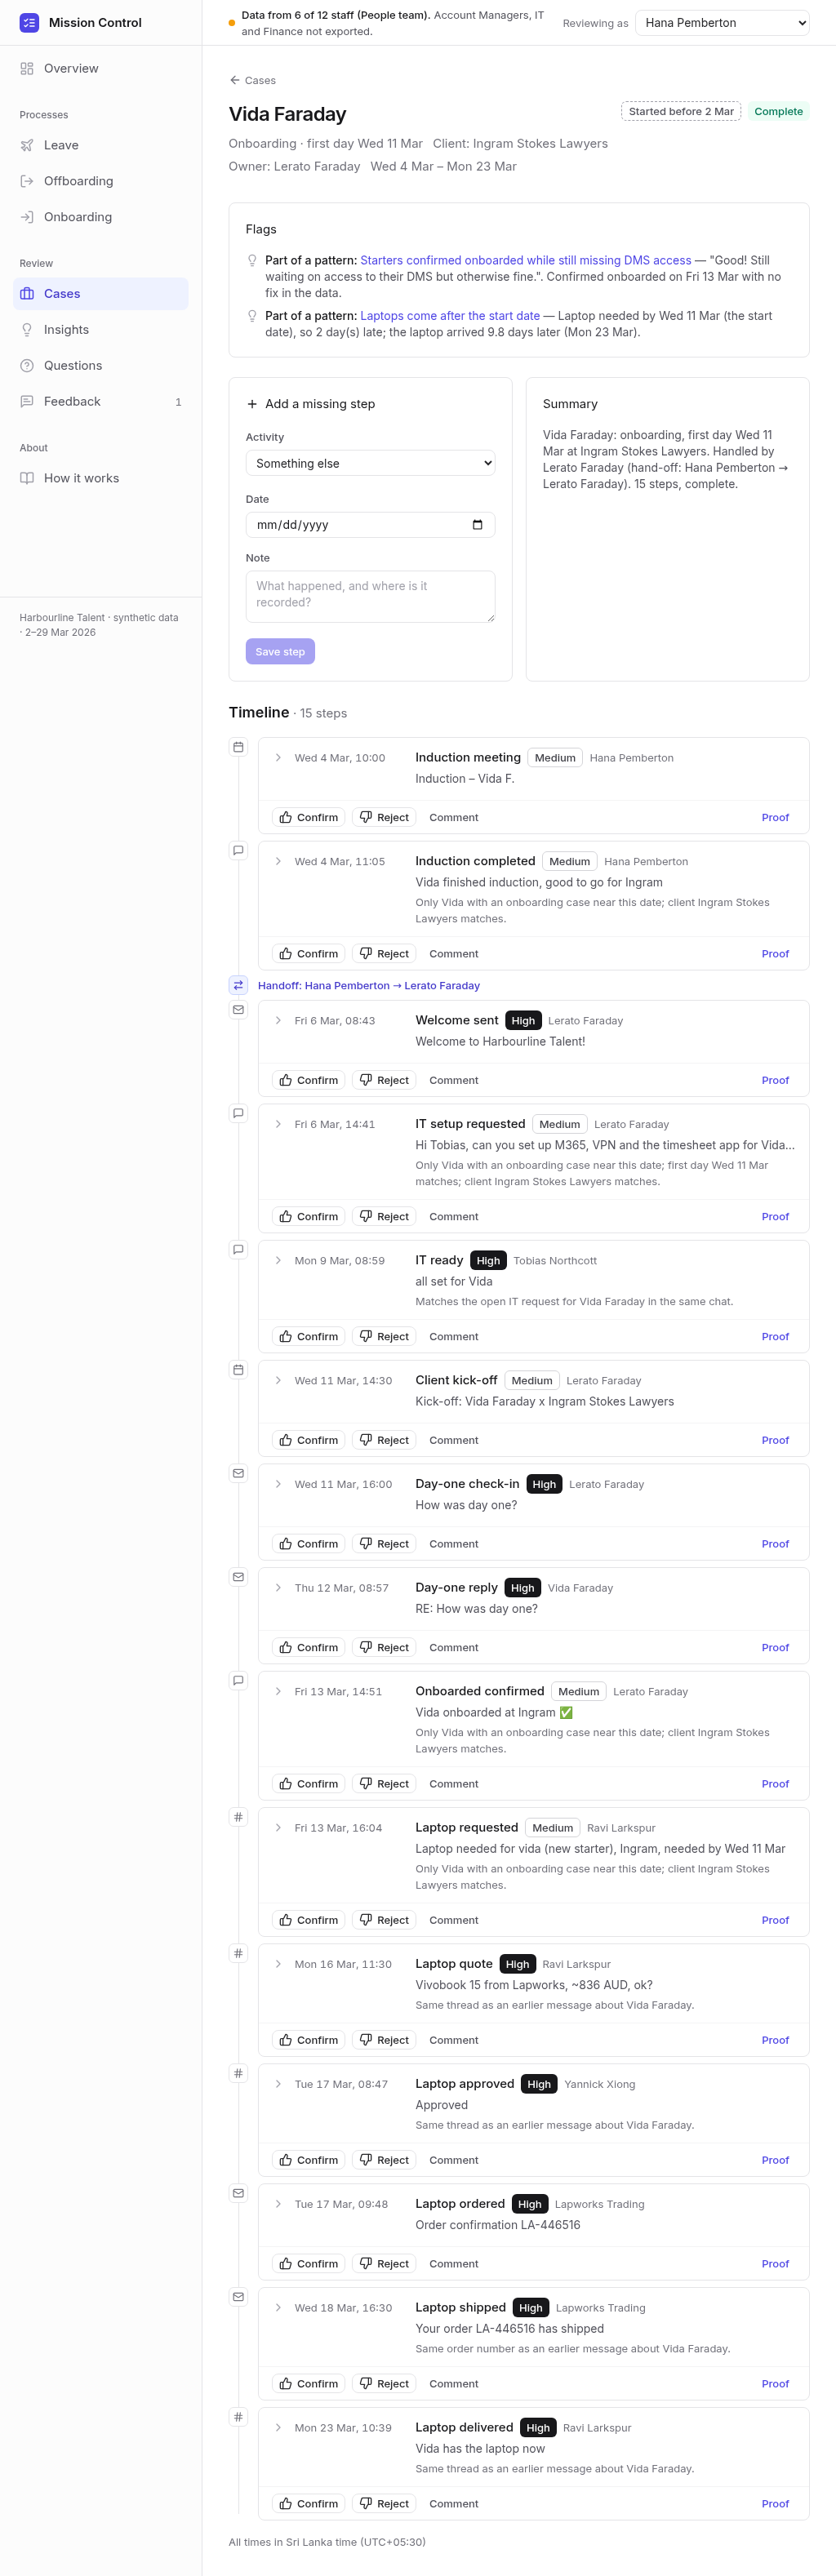 Mission Control
Data from 6 of 12 staff (People team). Account Managers, IT
and Finance not exported.
Reviewing as
Hana Pemberton
Overview
Processes
Leave
Offboarding
Onboarding
Review
Cases
Insights
Questions
Feedback 1
About
How it works
Harbourline Talent · synthetic data
· 2–29 Mar 2026
Cases
Vida Faraday
Started before 2 Mar
Complete
Onboarding · first day Wed 11 Mar Client: Ingram Stokes Lawyers
Owner: Lerato Faraday Wed 4 Mar – Mon 23 Mar
Flags
Part of a pattern: Starters confirmed onboarded while still missing DMS access — "Good! Still
waiting on access to their DMS but otherwise fine.". Confirmed onboarded on Fri 13 Mar with no
fix in the data.
Part of a pattern: Laptops come after the start date — Laptop needed by Wed 11 Mar (the start
date), so 2 day(s) late; the laptop arrived 9.8 days later (Mon 23 Mar).
Add a missing step
Activity
Something else
Date
mm/dd/yyyy
Note
What happened, and where is it
recorded?
Save step
Summary
Vida Faraday: onboarding, first day Wed 11
Mar at Ingram Stokes Lawyers. Handled by
Lerato Faraday (hand-off: Hana Pemberton →
Lerato Faraday). 15 steps, complete.
Timeline · 15 steps
Wed 4 Mar, 10:00 Induction meeting Medium Hana Pemberton
Induction – Vida F.
Confirm Reject Comment Proof
Wed 4 Mar, 11:05 Induction completed Medium Hana Pemberton
Vida finished induction, good to go for Ingram
Only Vida with an onboarding case near this date; client Ingram Stokes
Lawyers matches.
Confirm Reject Comment Proof
Handoff: Hana Pemberton → Lerato Faraday
Fri 6 Mar, 08:43 Welcome sent High Lerato Faraday
Welcome to Harbourline Talent!
Confirm Reject Comment Proof
Fri 6 Mar, 14:41 IT setup requested Medium Lerato Faraday
Hi Tobias, can you set up M365, VPN and the timesheet app for Vida...
Only Vida with an onboarding case near this date; first day Wed 11 Mar
matches; client Ingram Stokes Lawyers matches.
Confirm Reject Comment Proof
Mon 9 Mar, 08:59 IT ready High Tobias Northcott
all set for Vida
Matches the open IT request for Vida Faraday in the same chat.
Confirm Reject Comment Proof
Wed 11 Mar, 14:30 Client kick-off Medium Lerato Faraday
Kick-off: Vida Faraday x Ingram Stokes Lawyers
Confirm Reject Comment Proof
Wed 11 Mar, 16:00 Day-one check-in High Lerato Faraday
How was day one?
Confirm Reject Comment Proof
Thu 12 Mar, 08:57 Day-one reply High Vida Faraday
RE: How was day one?
Confirm Reject Comment Proof
Fri 13 Mar, 14:51 Onboarded confirmed Medium Lerato Faraday
Vida onboarded at Ingram ✅
Only Vida with an onboarding case near this date; client Ingram Stokes
Lawyers matches.
Confirm Reject Comment Proof
Fri 13 Mar, 16:04 Laptop requested Medium Ravi Larkspur
Laptop needed for vida (new starter), Ingram, needed by Wed 11 Mar
Only Vida with an onboarding case near this date; client Ingram Stokes
Lawyers matches.
Confirm Reject Comment Proof
Mon 16 Mar, 11:30 Laptop quote High Ravi Larkspur
Vivobook 15 from Lapworks, ~836 AUD, ok?
Same thread as an earlier message about Vida Faraday.
Confirm Reject Comment Proof
Tue 17 Mar, 08:47 Laptop approved High Yannick Xiong
Approved
Same thread as an earlier message about Vida Faraday.
Confirm Reject Comment Proof
Tue 17 Mar, 09:48 Laptop ordered High Lapworks Trading
Order confirmation LA-446516
Confirm Reject Comment Proof
Wed 18 Mar, 16:30 Laptop shipped High Lapworks Trading
Your order LA-446516 has shipped
Same order number as an earlier message about Vida Faraday.
Confirm Reject Comment Proof
Mon 23 Mar, 10:39 Laptop delivered High Ravi Larkspur
Vida has the laptop now
Same thread as an earlier message about Vida Faraday.
Confirm Reject Comment Proof
All times in Sri Lanka time (UTC+05:30)